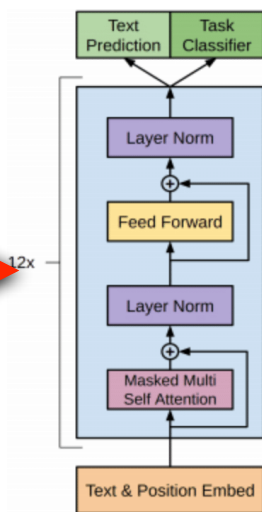 Text
Prediction
Task
Classifier
Layer Norm
Feed Forward
12x
Layer Norm
Masked Multi
Self Attention
Text & Position Embed